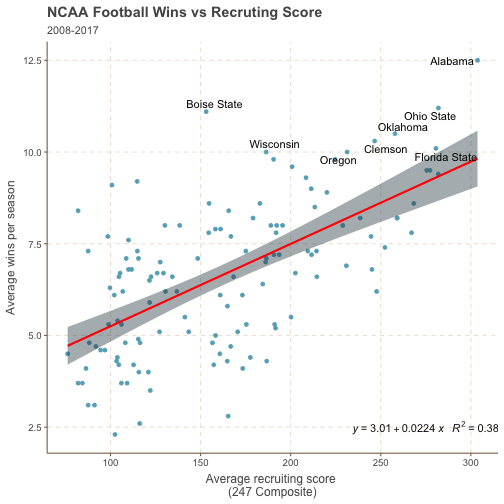 NCAA Football Wins vs Recruting Score
2008-2017
Average wins per season
12.5
10.0
7.5
5.0
2.5
Alabama
Boise State
Ohio State
Oklahoma
Wisconsin
Clemson
Oregon
Florida State
y = 3.01 + 0.0224 x R² = 0.38
100
150
200
250
300
Average recruiting score
(247 Composite)